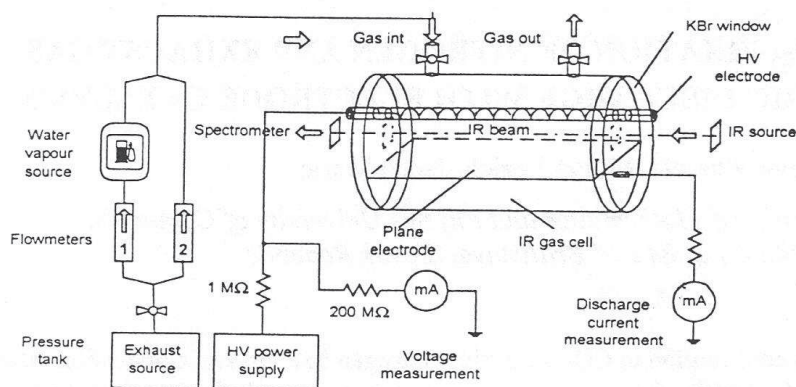 Gas int
Gas out
KBr window
HV
electrode
Spectrometer
IR beam
IR source
Water
vapour
source
Flowmeters
1
2
Plane
electrode
IR gas cell
1 MΩ
200 MΩ
mA
mA
Discharge
current
measurement
Pressure
tank
Exhaust
source
HV power
supply
Voltage
measurement